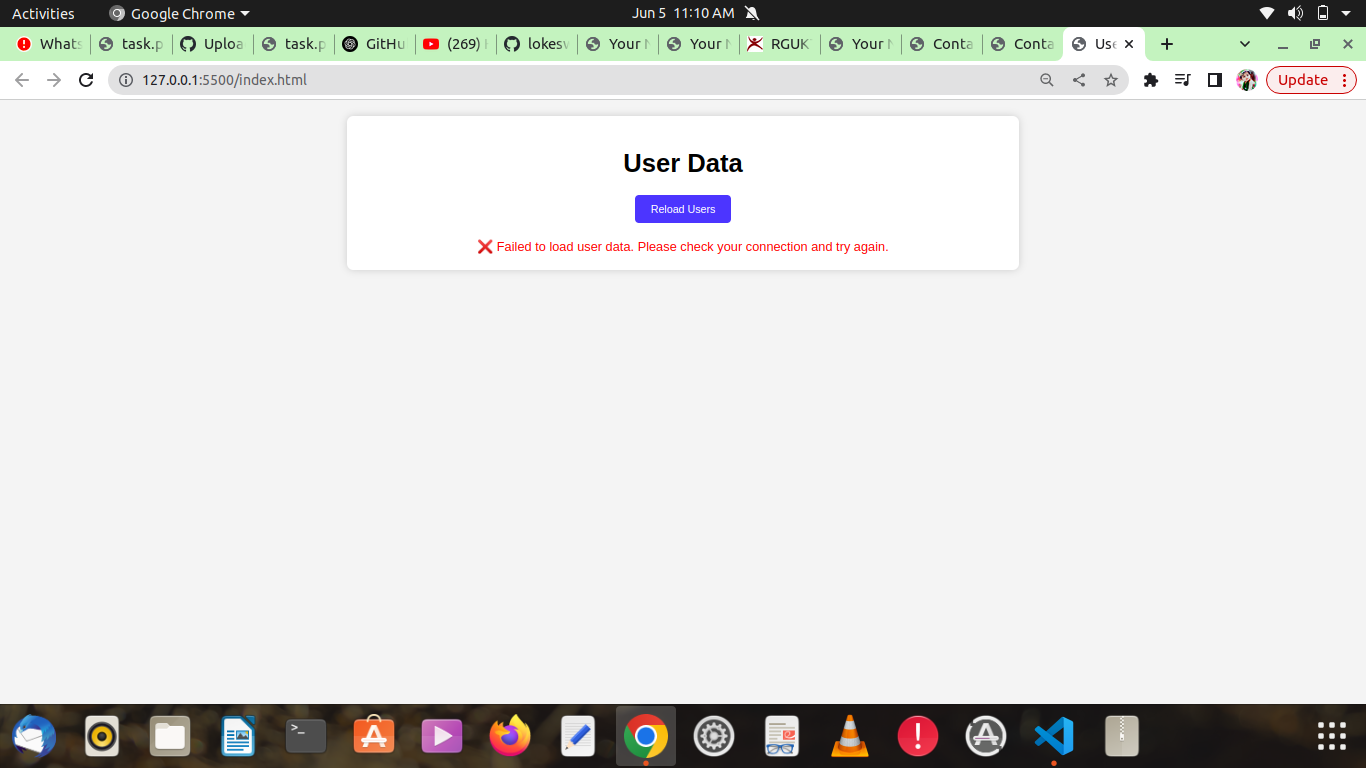 Activities Google Chrome Jun 5 11:10 AM
Whats task.p Uploa task.p GitHu (269) lokesw Your N Your N RGUK Your N Conta Conta Use
127.0.0.1:5500/index.html Update
User Data
Reload Users
❌ Failed to load user data. Please check your connection and try again.